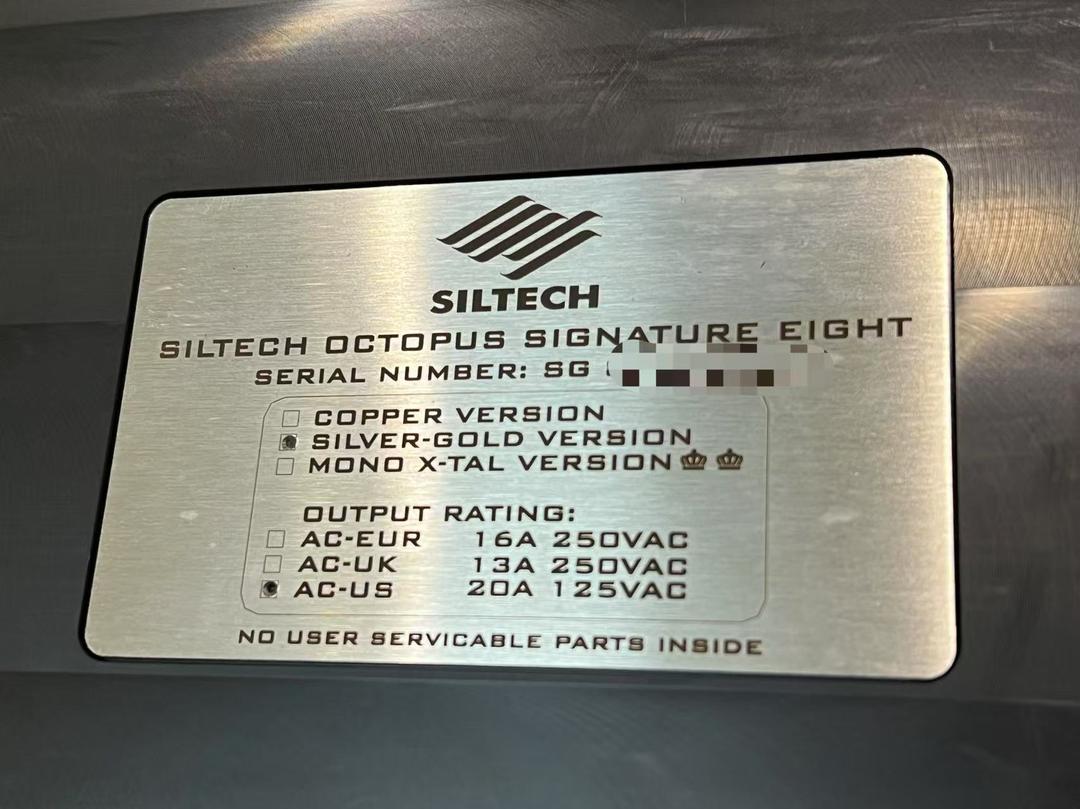 SILTECH
SILTECH OCTOPUS SIGNATURE EIGHT
SERIAL NUMBER: SG
COPPER VERSION
SILVER-GOLD VERSION
MONO X-TAL VERSION
OUTPUT RATING:
AC-EUR 16A 250VAC
AC-UK 13A 250VAC
AC-US 20A 125VAC
NO USER SERVICABLE PARTS INSIDE